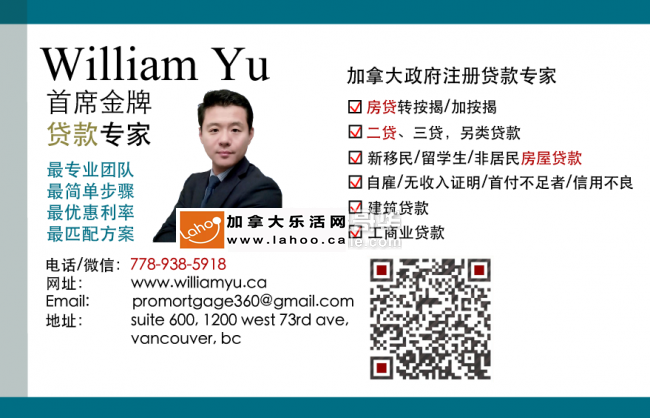 William Yu
首席金牌
贷款专家
最专业团队
最简单步骤
最优惠利率
最匹配方案
加拿大政府注册贷款专家
房贷转按揭/加按揭
二贷、三贷，另类贷款
新移民/留学生/非居民房屋贷款
自雇/无收入证明/首付不足者/信用不良
建筑贷款
工商业贷款
Lahoo
加拿大乐活网
www.lahoo.ca
电话/微信：778-938-5918
网址： www.williamyu.ca
Email: promortgage360@gmail.com
地址： suite 600, 1200 west 73rd ave,
vancouver, bc